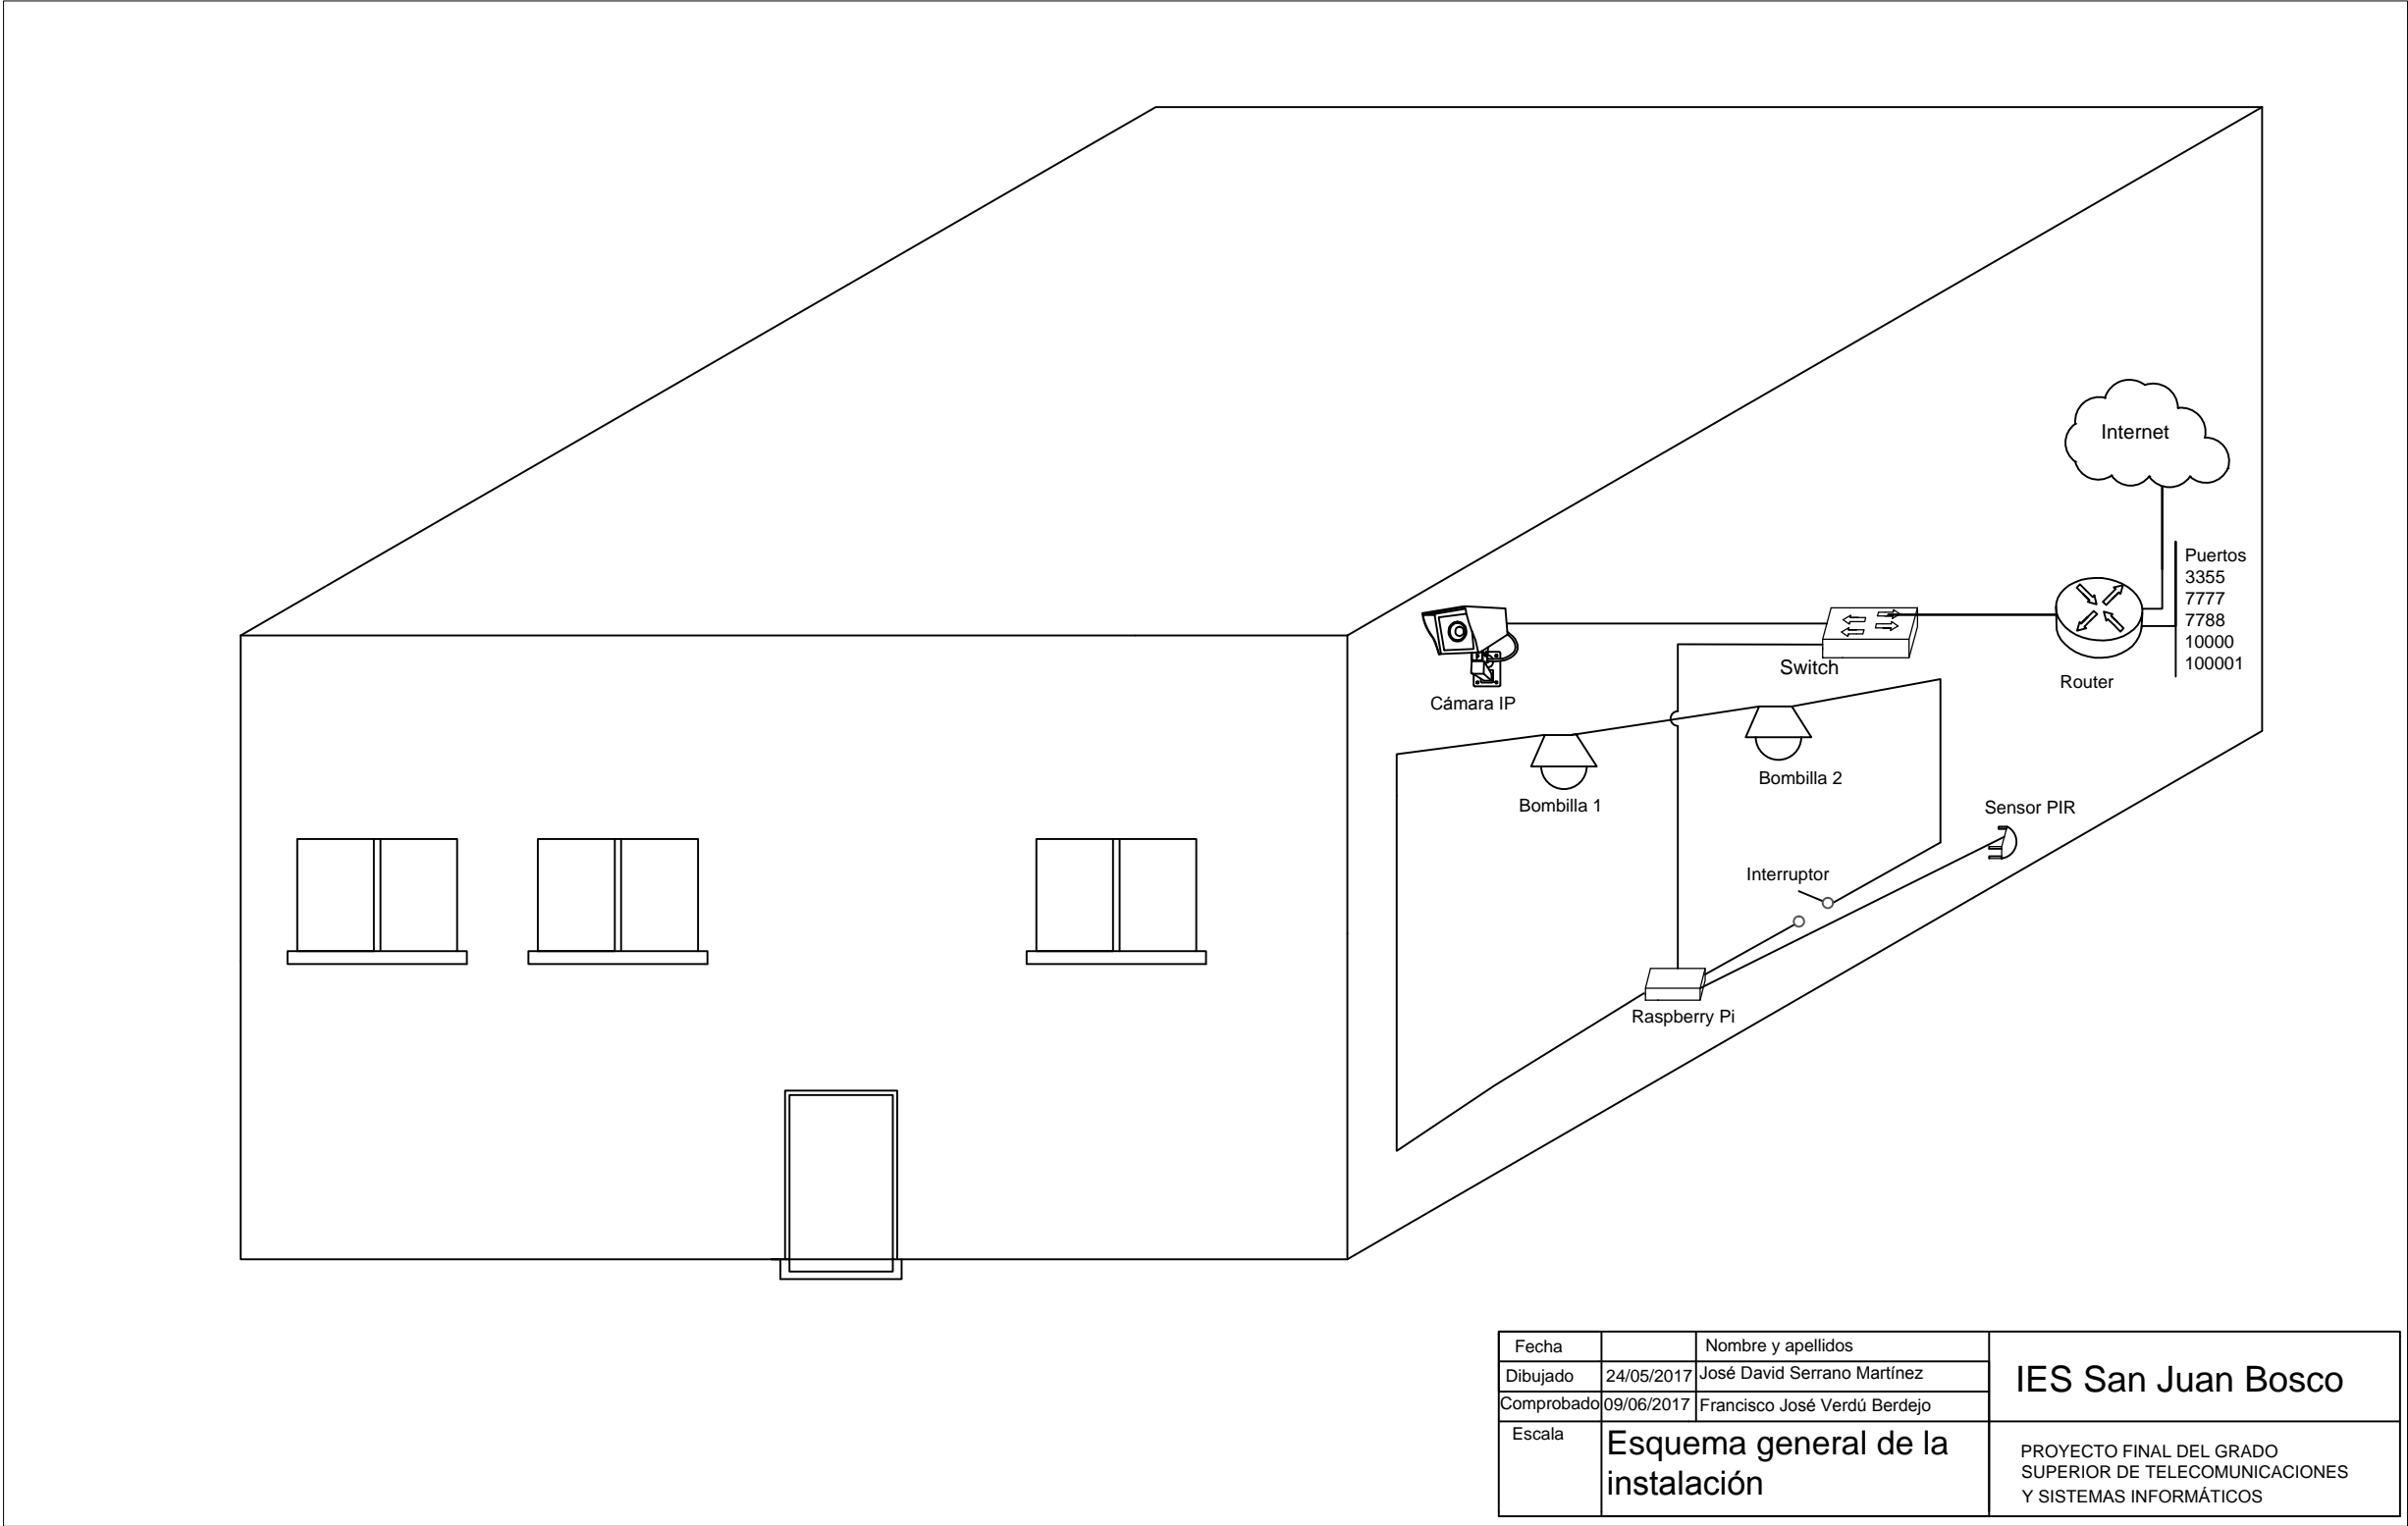 Internet
Puertos
3355
7777
7788
10000
100001
Switch
Router
Cámara IP
Bombilla 2
Bombilla 1
Sensor PIR
Interruptor
Raspberry Pi
Fecha
Nombre y apellidos
Dibujado
24/05/2017
José David Serrano Martínez
Comprobado
09/06/2017
Francisco José Verdú Berdejo
IES San Juan Bosco
Escala
Esquema general de la
instalación
PROYECTO FINAL DEL GRADO
SUPERIOR DE TELECOMUNICACIONES
Y SISTEMAS INFORMÁTICOS